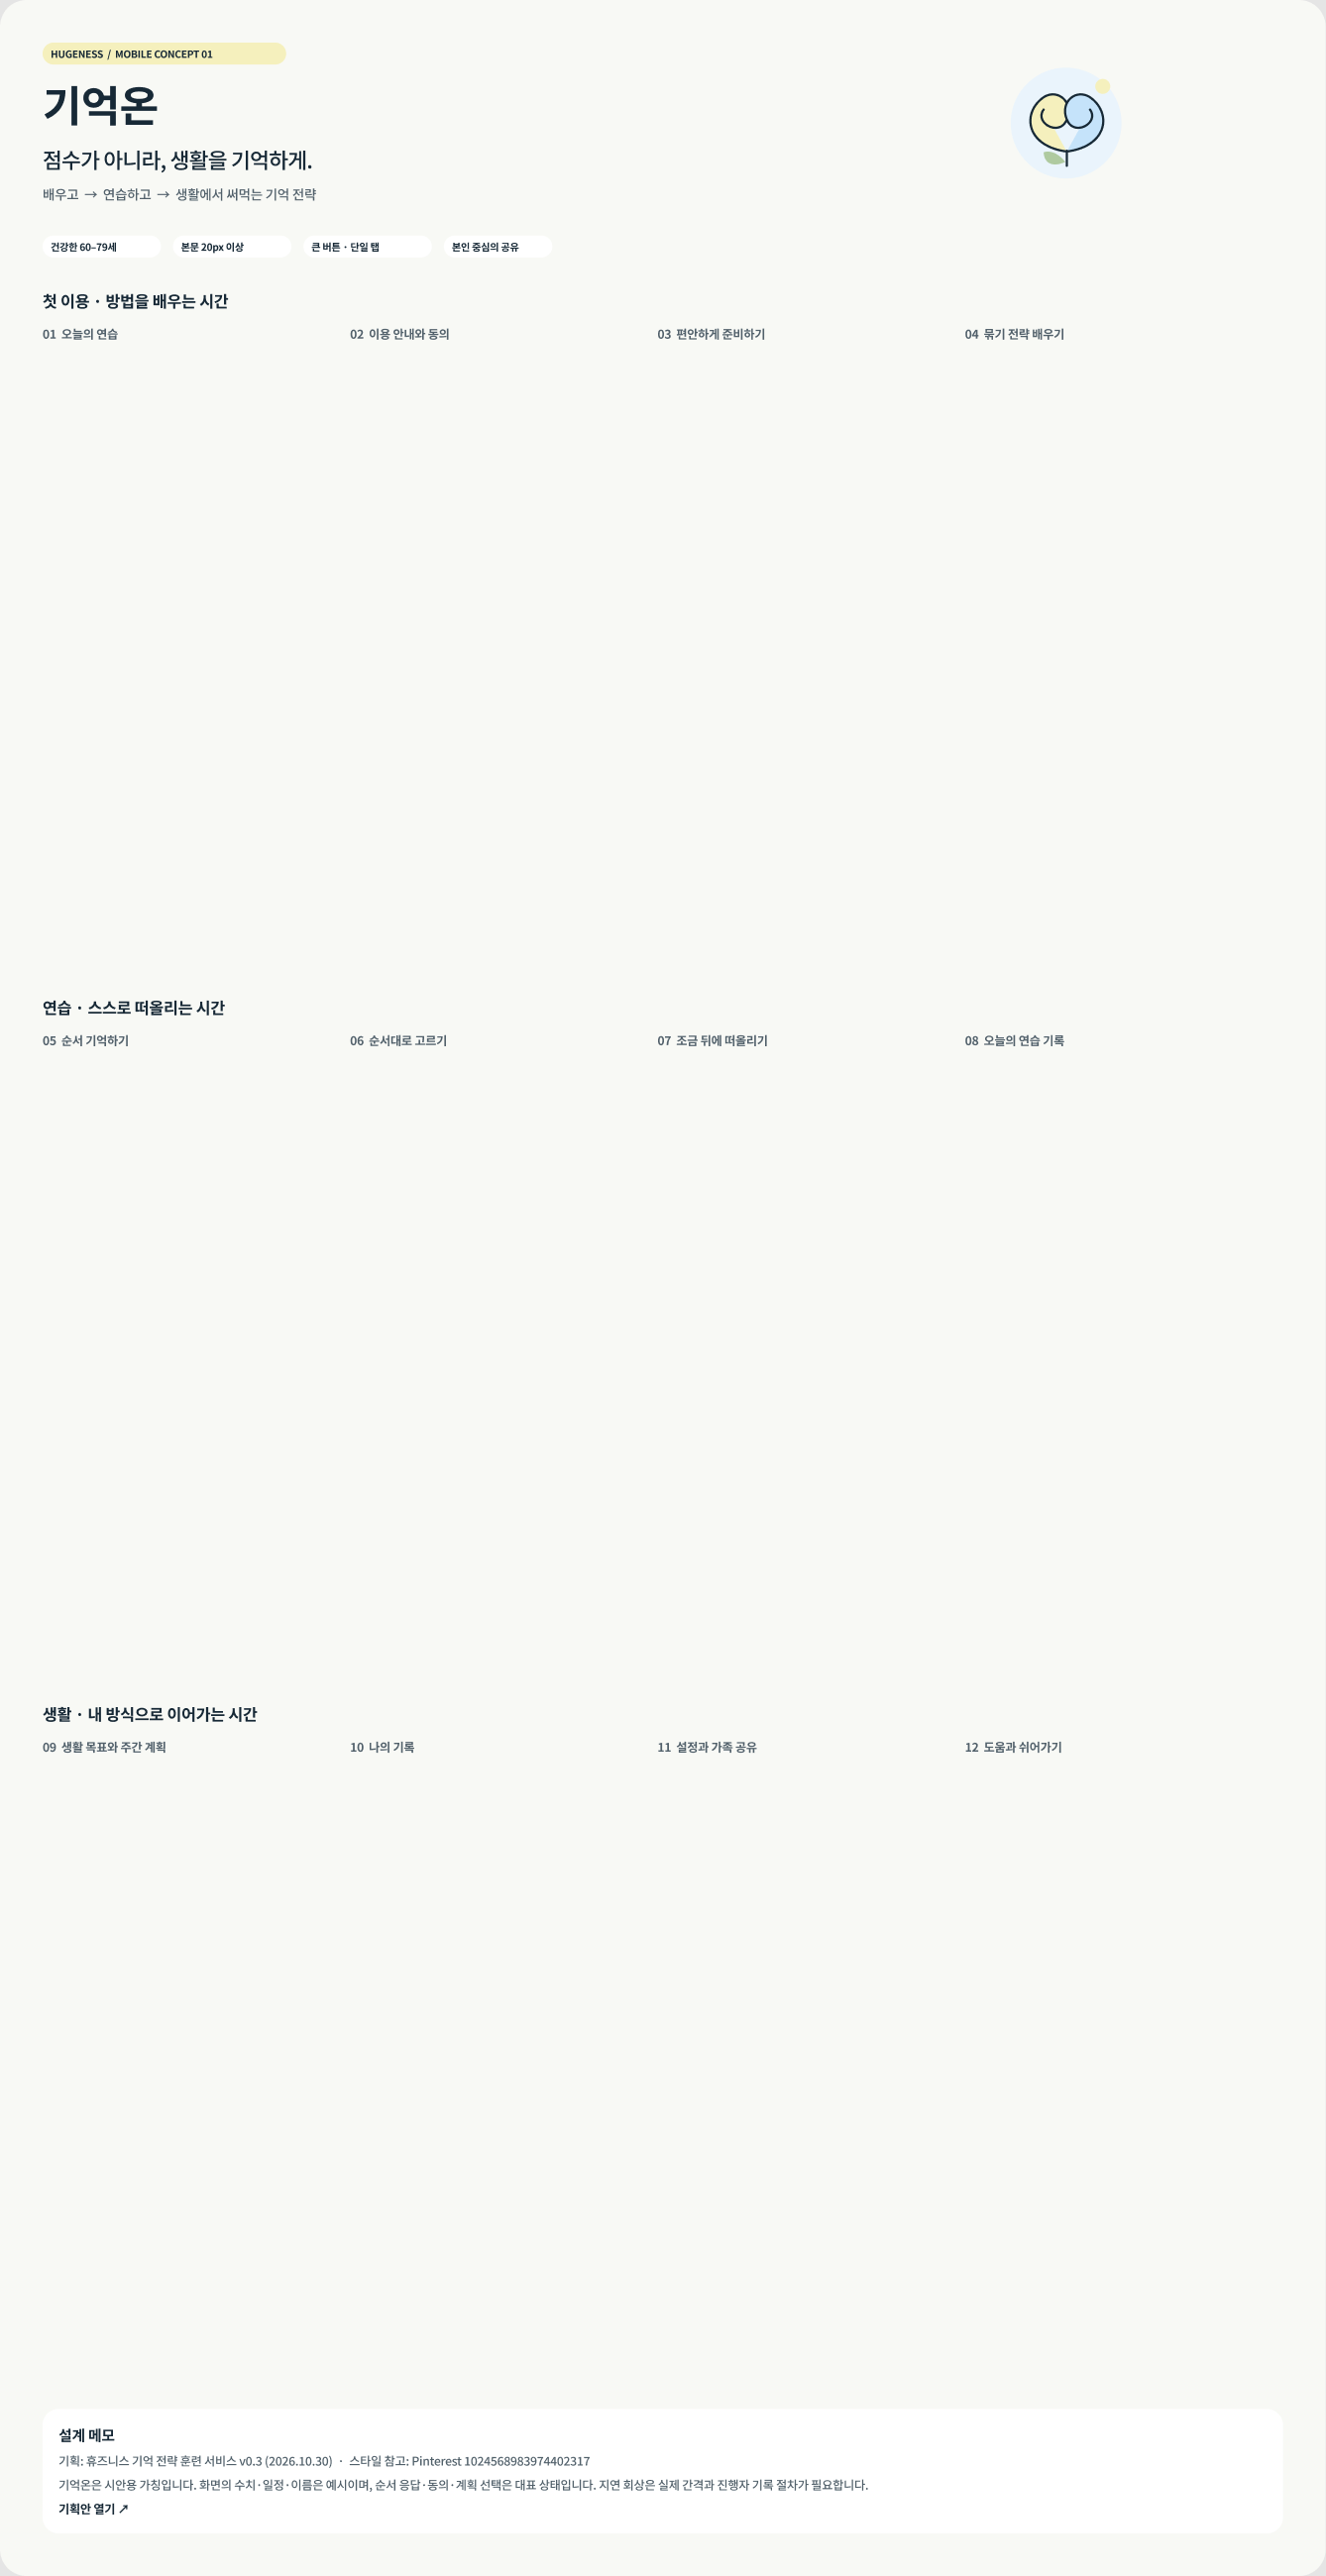 HUGENESS / MOBILE CONCEPT 01
기억온
점수가 아니라, 생활을 기억하게.
배우고 → 연습하고 → 생활에서 써먹는 기억 전략
건강한 60–79세
본문 20px 이상
큰 버튼 · 단일 탭
본인 중심의 공유
첫 이용 · 방법을 배우는 시간
01 오늘의 연습
02 이용 안내와 동의
03 편안하게 준비하기
04 묶기 전략 배우기
연습 · 스스로 떠올리는 시간
05 순서 기억하기
06 순서대로 고르기
07 조금 뒤에 떠올리기
08 오늘의 연습 기록
생활 · 내 방식으로 이어가는 시간
09 생활 목표와 주간 계획
10 나의 기록
11 설정과 가족 공유
12 도움과 쉬어가기
설계 메모
기획: 휴즈니스 기억 전략 훈련 서비스 v0.3 (2026.10.30) · 스타일 참고: Pinterest 1024568983974402317
기억온은 시안용 가칭입니다. 화면의 수치·일정·이름은 예시이며, 순서 응답·동의·계획 선택은 대표 상태입니다. 지연 회상은 실제 간격과 진행자 기록 절차가 필요합니다.
기획안 열기 ↗